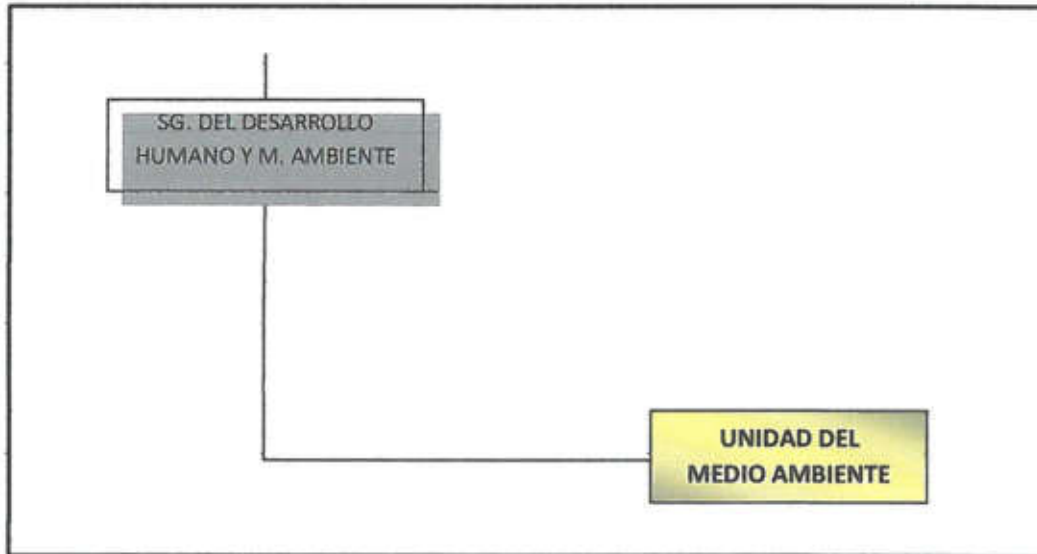 SG. DEL DESARROLLO
HUMANO Y M. AMBIENTE
UNIDAD DEL
MEDIO AMBIENTE